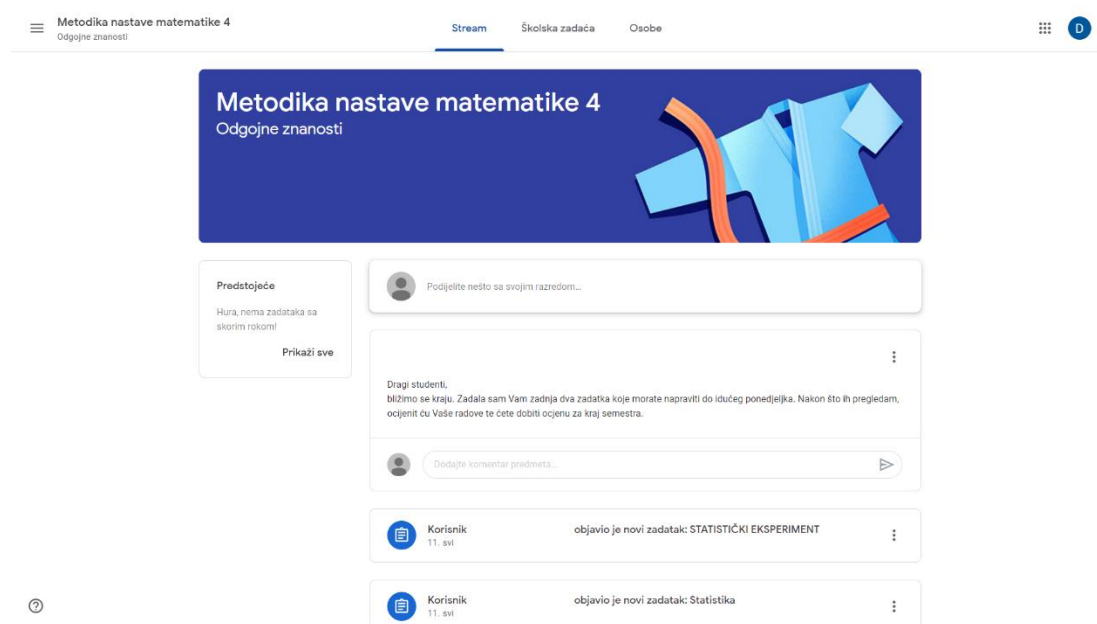 Metodika nastave matematike 4
Odgojne znanosti
Stream
Školska zadaća
Osobe
D
Metodika nastave matematike 4
Odgojne znanosti
Predstojeće
Hura, nema zadataka sa
skorim rokom!
Prikaži sve
Podijelite nešto sa svojim razredom...
Dragi studenti,
bližimo se kraju. Zadala sam Vam zadnja dva zadatka koje morate napraviti do idućeg ponedjeljka. Nakon što ih pregledam,
ocijenit ću Vaše radove te ćete dobiti ocjenu za kraj semestra.
Dodajte komentar predmeta...
Korisnik objavio je novi zadatak: STATISTIČKI EKSPERIMENT
11. svi
Korisnik objavio je novi zadatak: Statistika
11. svi